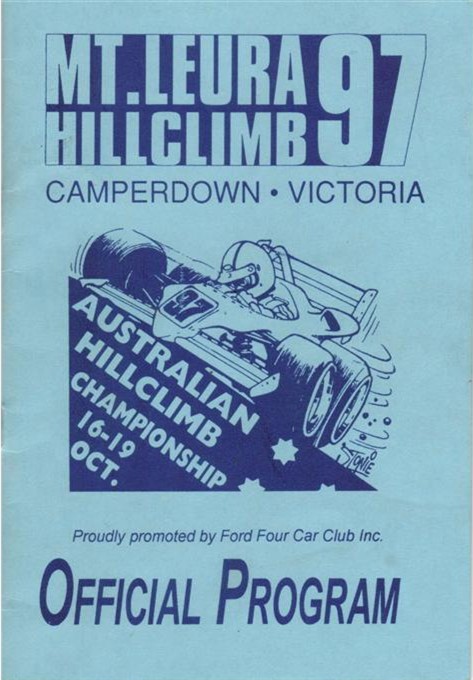 MT.LEURA
HILLCLIMB 97
CAMPERDOWN • VICTORIA
97
AUSTRALIAN
HILLCLIMB
CHAMPIONSHIP
16-19
OCT.
STONIE
Proudly promoted by Ford Four Car Club Inc.
OFFICIAL PROGRAM